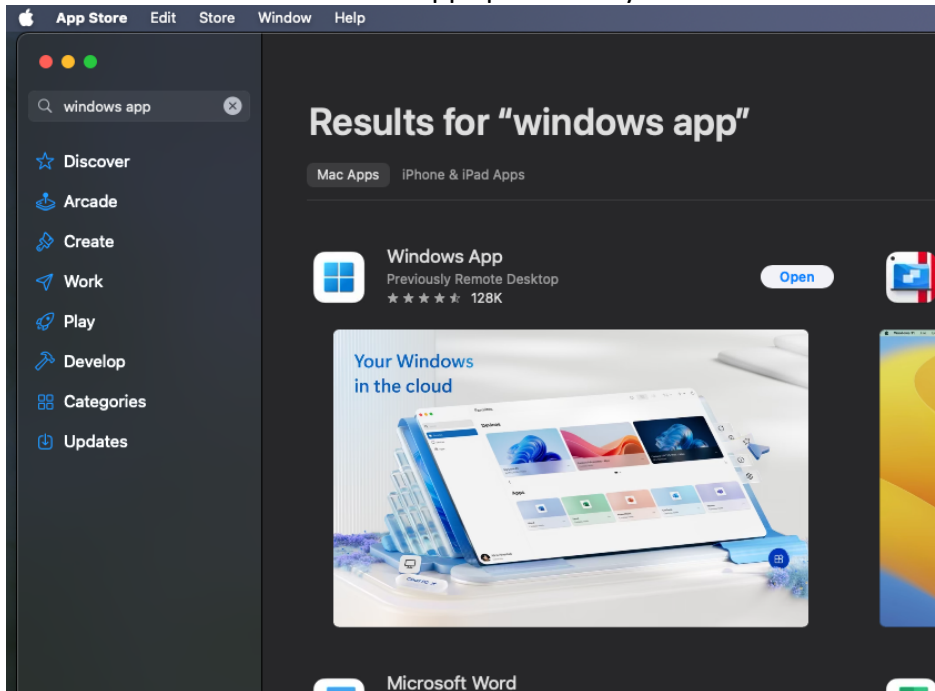 App Store Edit Store Window Help
windows app
Results for “windows app”
Discover
Mac Apps iPhone & iPad Apps
Arcade
Create
Windows App
Previously Remote Desktop
Open
128K
Work
Play
Develop
Categories
Updates
Your Windows
in the cloud
Devices
Apps
Microsoft Word